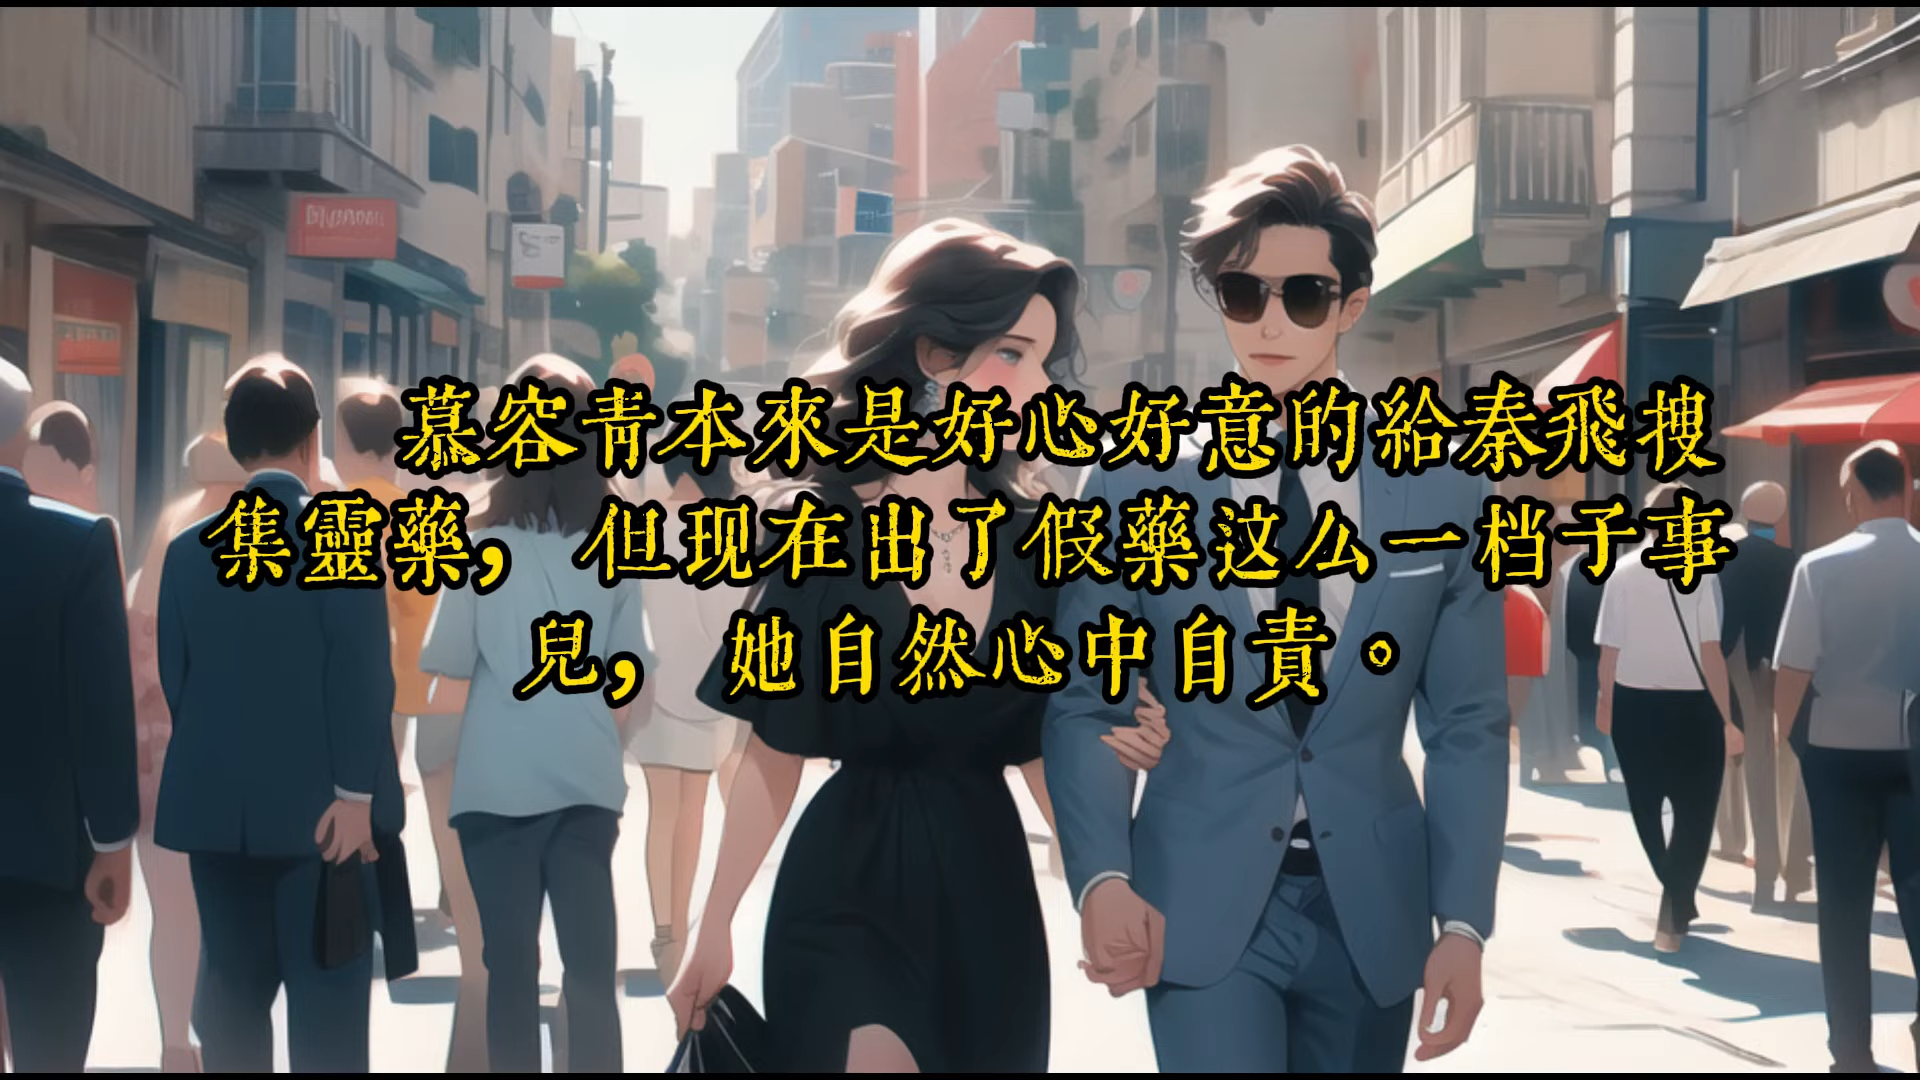 慕容青本來是好心好意的給秦飛搜
集靈藥，但现在出了假藥这么一档子事
兒，她自然心中自責。